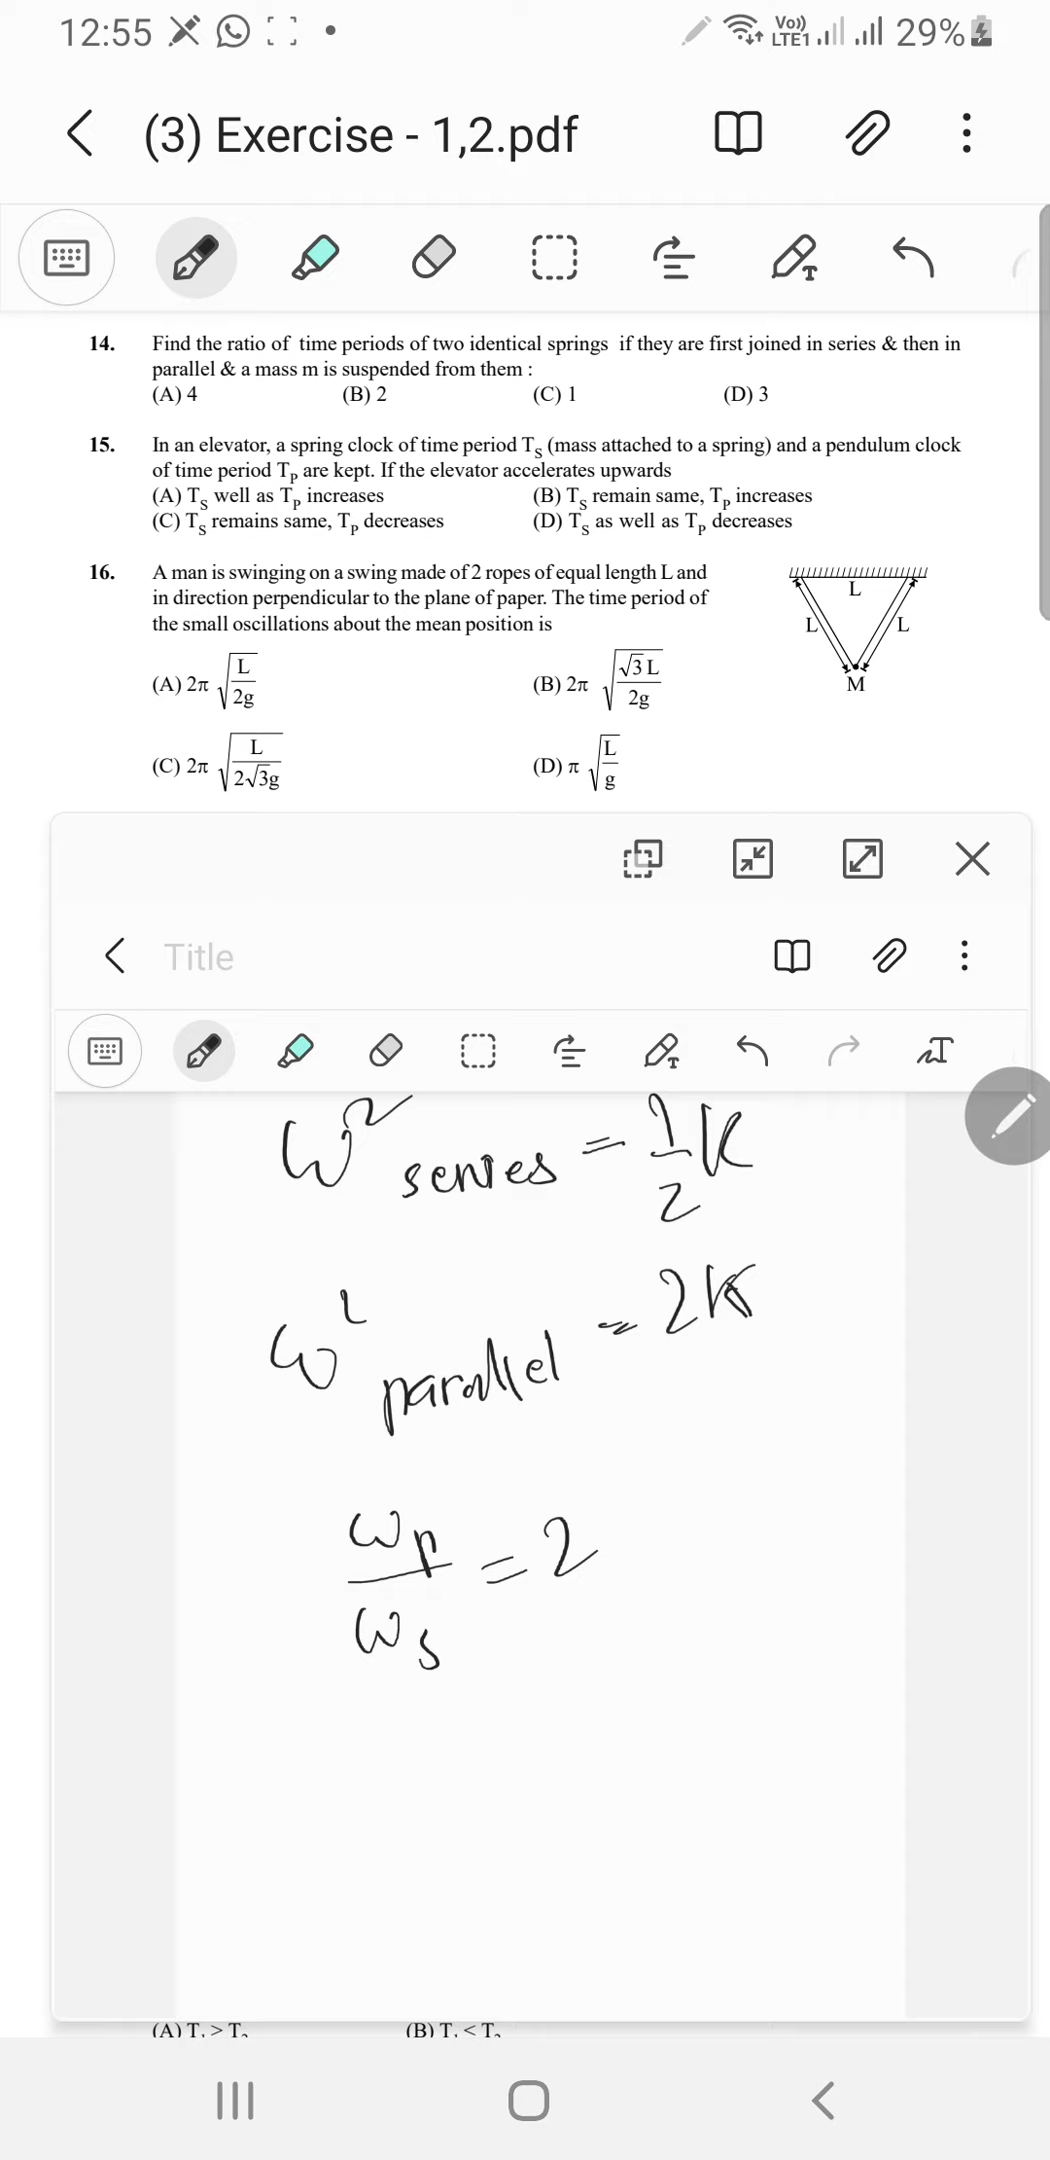 12:55 Vo)) LTE1 29%
(3) Exercise - 1,2.pdf
14. Find the ratio of time periods of two identical springs if they are first joined in series & then in
parallel & a mass m is suspended from them :
(A) 4 (B) 2 (C) 1 (D) 3
15. In an elevator, a spring clock of time period T_S (mass attached to a spring) and a pendulum clock
of time period T_P are kept. If the elevator accelerates upwards
(A) T_S well as T_P increases (B) T_S remain same, T_P increases
(C) T_S remains same, T_P decreases (D) T_S as well as T_P decreases
16. A man is swinging on a swing made of 2 ropes of equal length L and
in direction perpendicular to the plane of paper. The time period of
the small oscillations about the mean position is
L
L L
M
(A) 2π √(L/2g) (B) 2π √(√3 L/2g)
(C) 2π √(L/2√3g) (D) π √(L/g)
Title
ω² series = 1/2 K
ω² parallel = 2K
ωp/ωs = 2
(A) T₁ > T₂ (B) T₁ < T₂